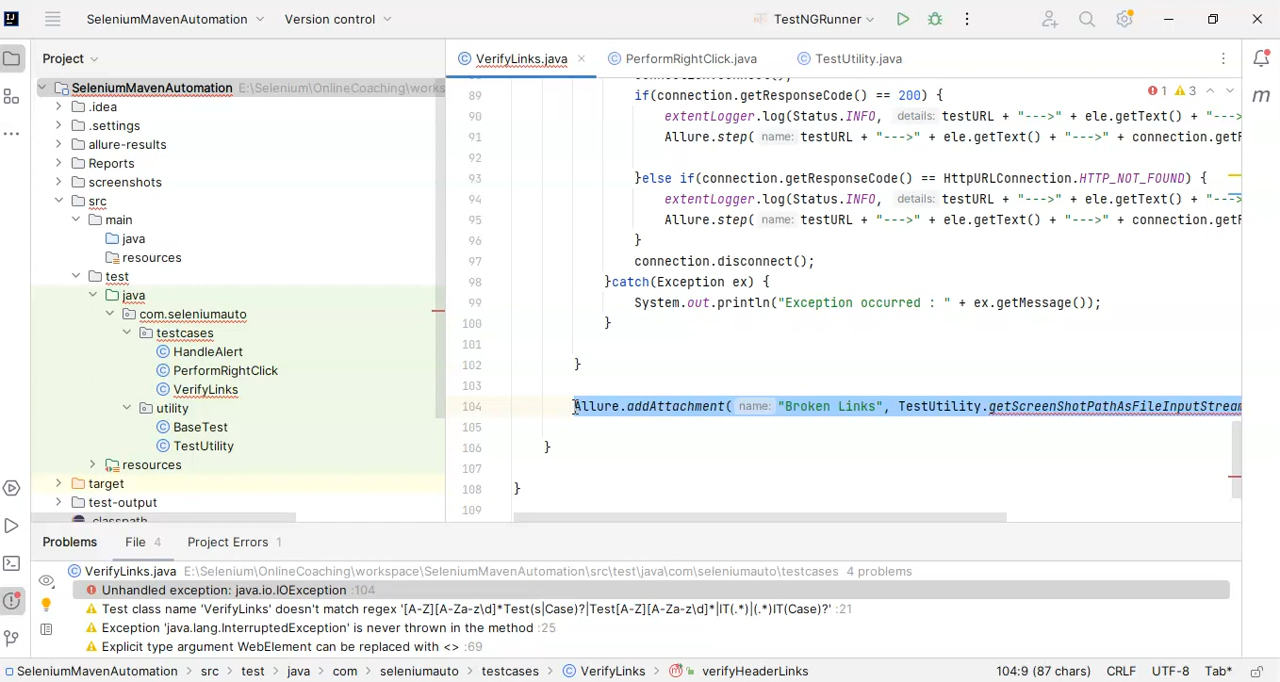 SeleniumMavenAutomation Version control TestNGRunner
Project
VerifyLinks.java PerformRightClick.java TestUtility.java
SeleniumMavenAutomation E:\Selenium\OnlineCoaching\works
.idea
.settings
allure-results
Reports
screenshots
src
main
java
resources
test
java
com.seleniumauto
testcases
HandleAlert
PerformRightClick
VerifyLinks
utility
BaseTest
TestUtility
resources
target
test-output
.classpath
1 3
89 if(connection.getResponseCode() == 200) {
90 extentLogger.log(Status.INFO, details: testURL + "--->" + ele.getText() + "--->
91 Allure.step( name: testURL + "--->" + ele.getText() + "--->" + connection.getR
92
93 }else if(connection.getResponseCode() == HttpURLConnection.HTTP_NOT_FOUND) {
94 extentLogger.log(Status.INFO, details: testURL + "--->" + ele.getText() + "--->
95 Allure.step( name: testURL + "--->" + ele.getText() + "--->" + connection.getR
96 }
97 connection.disconnect();
98 }catch(Exception ex) {
99 System.out.println("Exception occurred : " + ex.getMessage());
100 }
101
102 }
103
104 Allure.addAttachment( name: "Broken Links", TestUtility.getScreenShotPathAsFileInputStream
105
106 }
107
108 }
109
Problems File 4 Project Errors 1
VerifyLinks.java E:\Selenium\OnlineCoaching\workspace\SeleniumMavenAutomation\src\test\java\com\seleniumauto\testcases 4 problems
Unhandled exception: java.io.IOException :104
Test class name 'VerifyLinks' doesn't match regex '[A-Z][A-Za-z\d]*Test(s|Case)?|Test[A-Z][A-Za-z\d]*|IT(.*)|(.*)IT(Case)?' :21
Exception 'java.lang.InterruptedException' is never thrown in the method :25
Explicit type argument WebElement can be replaced with <> :69
SeleniumMavenAutomation src test java com seleniumauto testcases VerifyLinks verifyHeaderLinks 104:9 (87 chars) CRLF UTF-8 Tab*